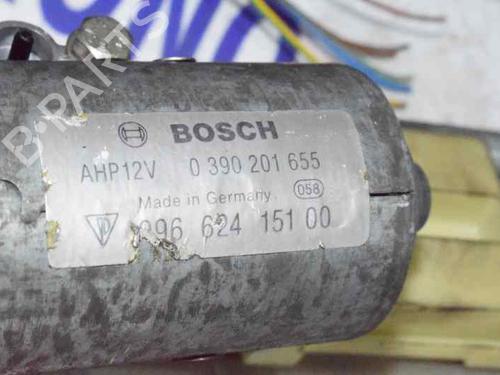 BOSCH
AHP12V 0 390 201 655
Made in Germany 058
996 624 151 00
B-PARTS